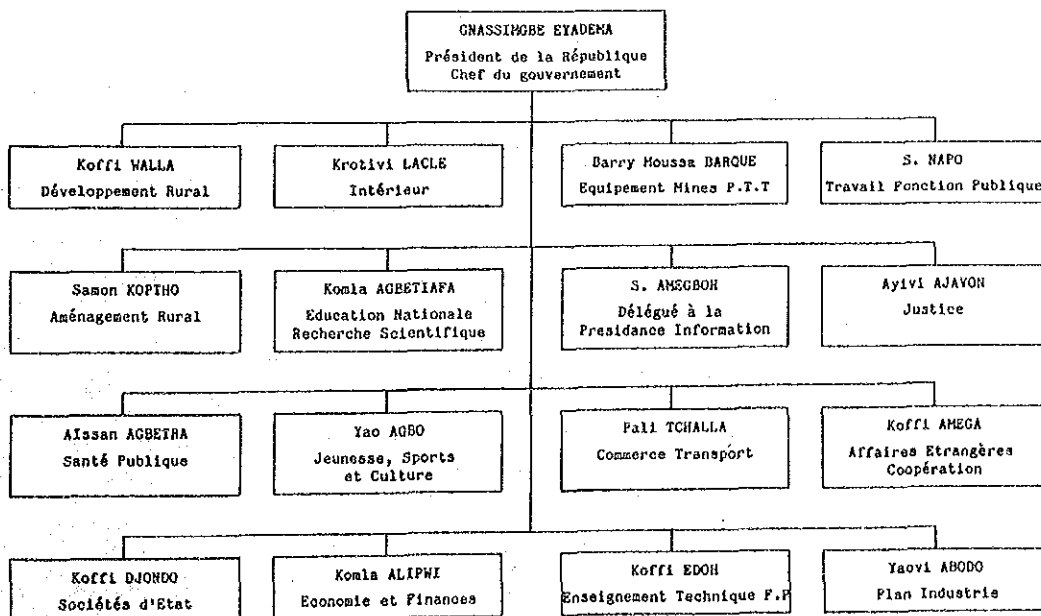 GNASSIMGBE EYADEMA
Président de la République
Chef du gouvernement
Koffi WALLA
Développement Rural
Krotivi LACLE
Intérieur
Barry Moussa BARQUE
Equipement Mines P.T.T
S. NAPO
Travail Fonction Publique
Samon KOPTHO
Aménagement Rural
Komla AGBETIAFA
Education Nationale
Recherche Scientifique
S. AMEGBOH
Délégué à la
Presidance Information
Ayivi AJAVON
Justice
Aïssan AGBETRA
Santé Publique
Yao AGBO
Jeunesse, Sports
et Culture
Pali TCHALLA
Commerce Transport
Koffi AMEGA
Affaires Etrangères
Coopération
Koffi DJONDO
Sociétés d'Etat
Komla ALIPWI
Economie et Finances
Koffi EDOH
Enseignement Technique F.P
Yaovi ABODO
Plan Industrie